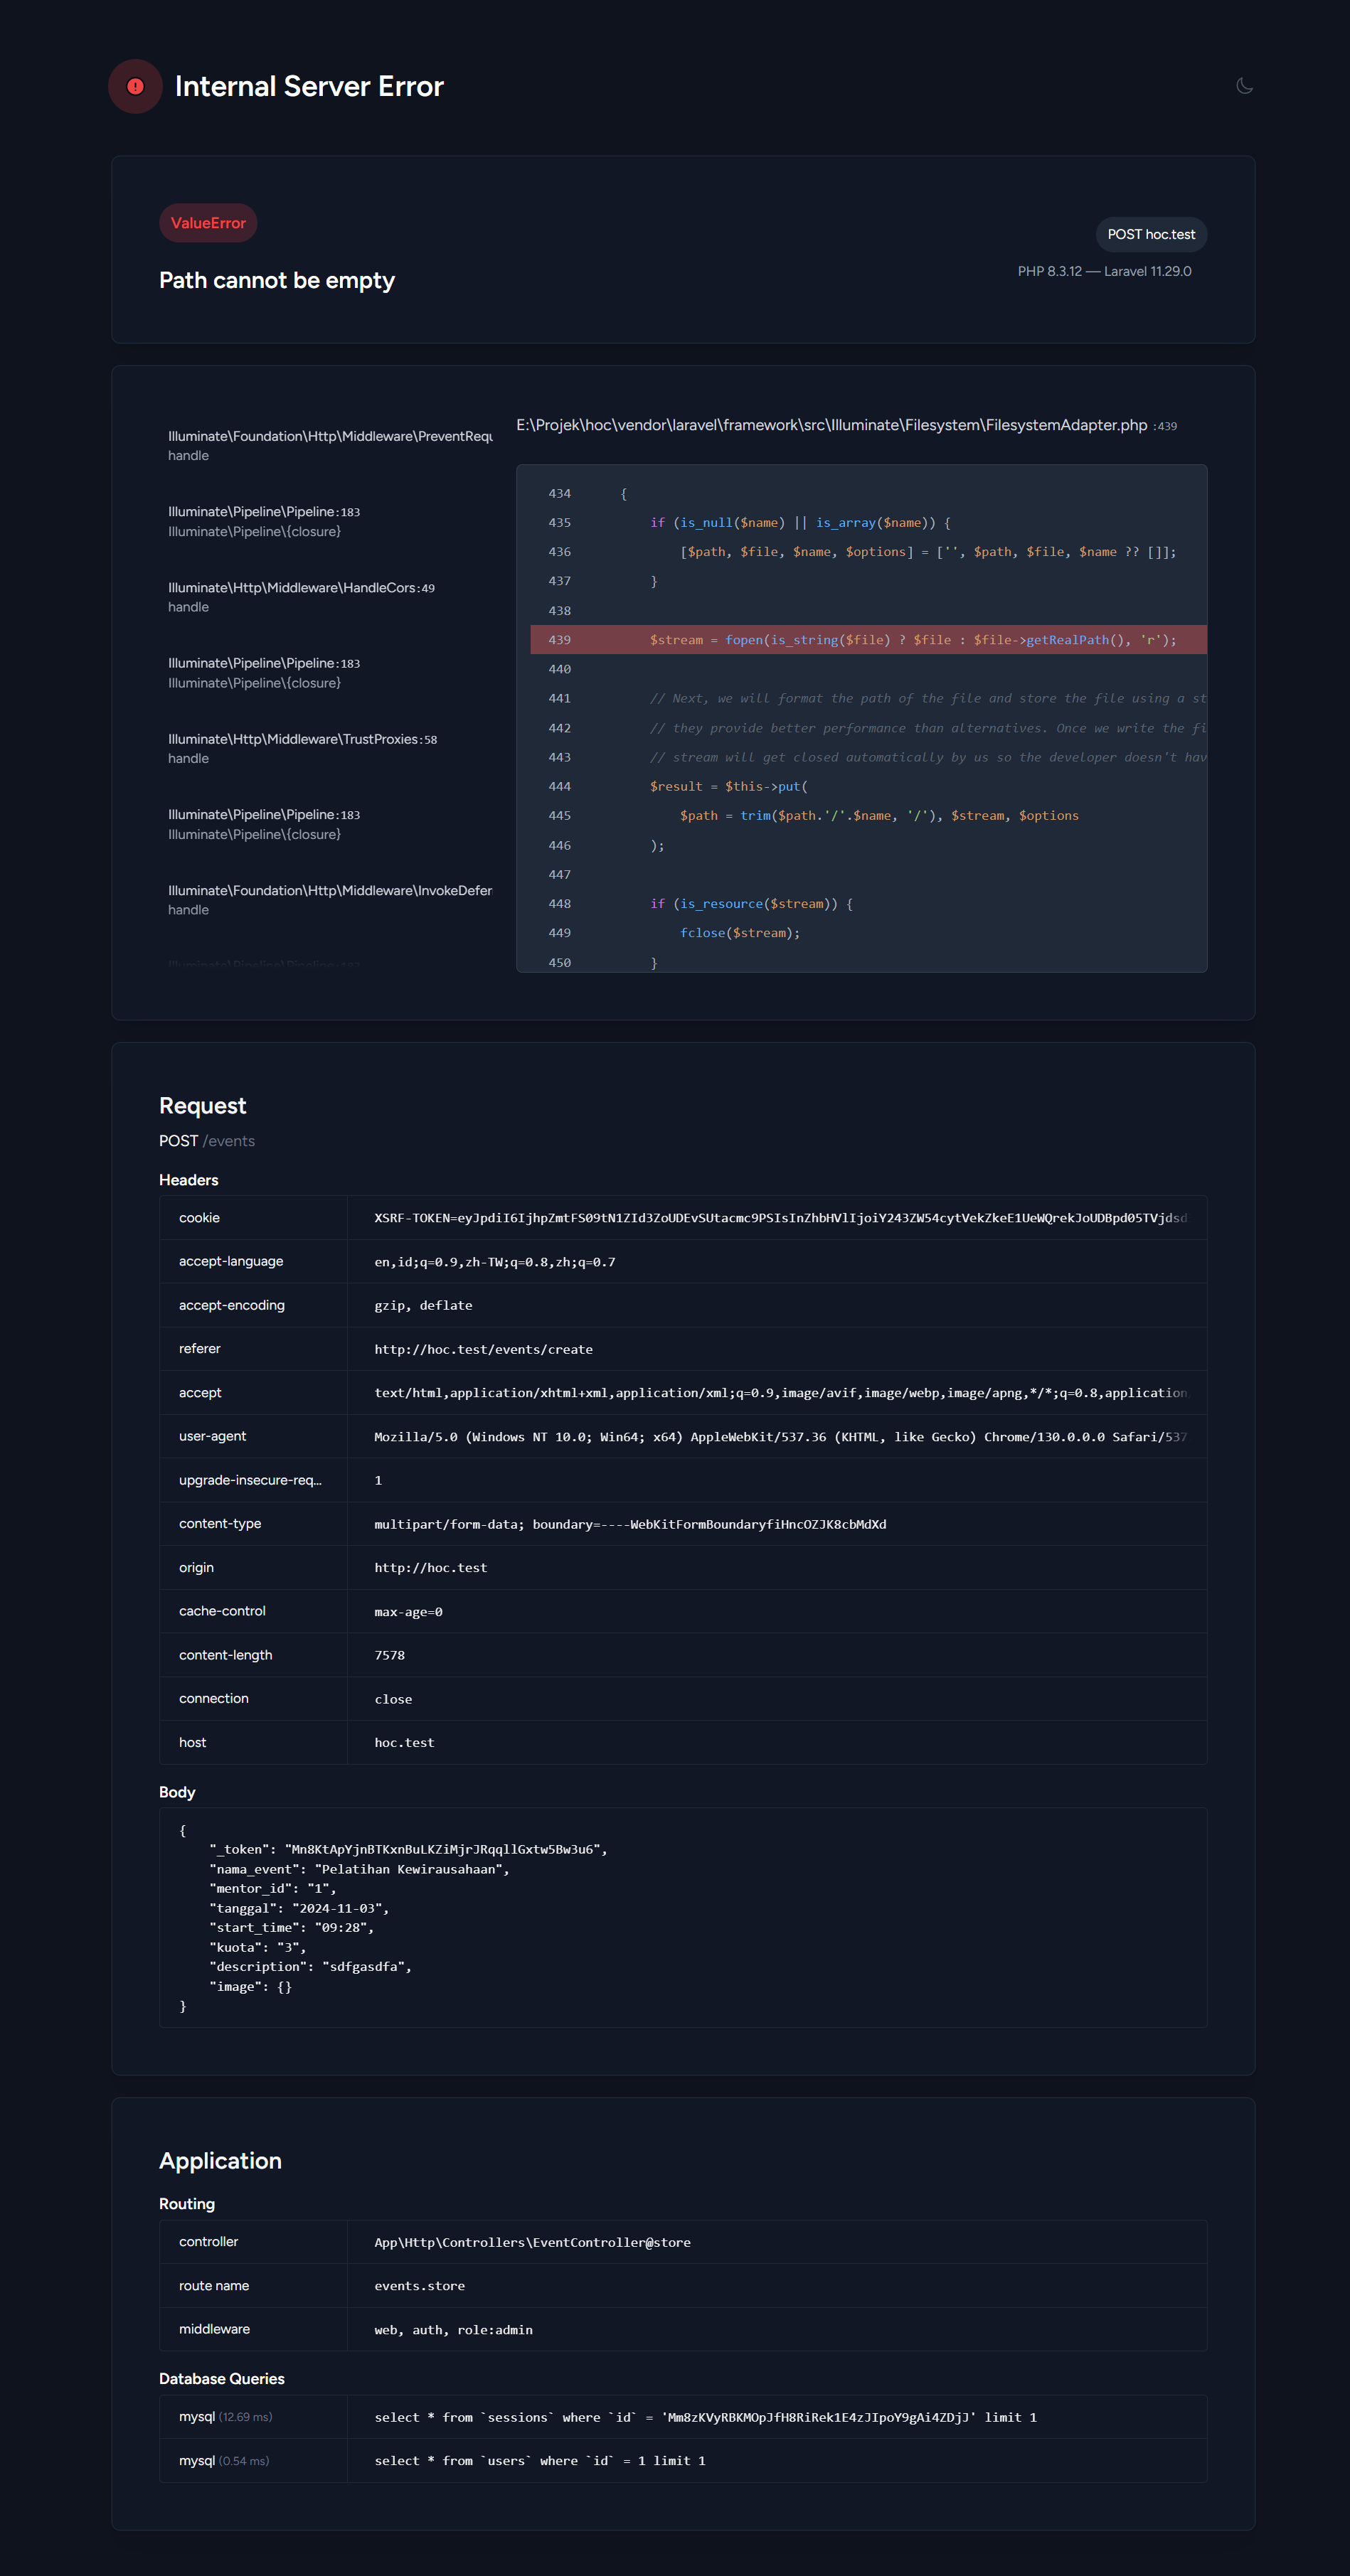 Internal Server Error
ValueError
Path cannot be empty
POST hoc.test
PHP 8.3.12 — Laravel 11.29.0
Illuminate\Foundation\Http\Middleware\PreventRequ
handle
Illuminate\Pipeline\Pipeline:183
Illuminate\Pipeline\{closure}
Illuminate\Http\Middleware\HandleCors:49
handle
Illuminate\Pipeline\Pipeline:183
Illuminate\Pipeline\{closure}
Illuminate\Http\Middleware\TrustProxies:58
handle
Illuminate\Pipeline\Pipeline:183
Illuminate\Pipeline\{closure}
Illuminate\Foundation\Http\Middleware\InvokeDefer
handle
Illuminate\Pipeline\Pipeline:183
E:\Projek\hoc\vendor\laravel\framework\src\Illuminate\Filesystem\FilesystemAdapter.php :439
434 {
435 if (is_null($name) || is_array($name)) {
436 [$path, $file, $name, $options] = ['', $path, $file, $name ?? []];
437 }
438
439 $stream = fopen(is_string($file) ? $file : $file->getRealPath(), 'r');
440
441 // Next, we will format the path of the file and store the file using a st
442 // they provide better performance than alternatives. Once we write the fi
443 // stream will get closed automatically by us so the developer doesn't hav
444 $result = $this->put(
445 $path = trim($path.'/'.$name, '/'), $stream, $options
446 );
447
448 if (is_resource($stream)) {
449 fclose($stream);
450 }
Request
POST /events
Headers
cookie XSRF-TOKEN=eyJpdiI6IjhpZmtFS09tN1ZId3ZoUDEvSUtacmc9PSIsInZhbHVlIjoiY243ZW54cytVekZkeE1UeWQrekJoUDBpd05TVjdsd
accept-language en,id;q=0.9,zh-TW;q=0.8,zh;q=0.7
accept-encoding gzip, deflate
referer http://hoc.test/events/create
accept text/html,application/xhtml+xml,application/xml;q=0.9,image/avif,image/webp,image/apng,*/*;q=0.8,application
user-agent Mozilla/5.0 (Windows NT 10.0; Win64; x64) AppleWebKit/537.36 (KHTML, like Gecko) Chrome/130.0.0.0 Safari/537
upgrade-insecure-req... 1
content-type multipart/form-data; boundary=----WebKitFormBoundaryfiHncOZJK8cbMdXd
origin http://hoc.test
cache-control max-age=0
content-length 7578
connection close
host hoc.test
Body
{
"_token": "Mn8KtApYjnBTKxnBuLKZiMjrJRqqllGxtw5Bw3u6",
"nama_event": "Pelatihan Kewirausahaan",
"mentor_id": "1",
"tanggal": "2024-11-03",
"start_time": "09:28",
"kuota": "3",
"description": "sdfgasdfa",
"image": {}
}
Application
Routing
controller App\Http\Controllers\EventController@store
route name events.store
middleware web, auth, role:admin
Database Queries
mysql (12.69 ms) select * from `sessions` where `id` = 'Mm8zKVyRBKMOpJfH8RiRek1E4zJIpoY9gAi4ZDjJ' limit 1
mysql (0.54 ms) select * from `users` where `id` = 1 limit 1